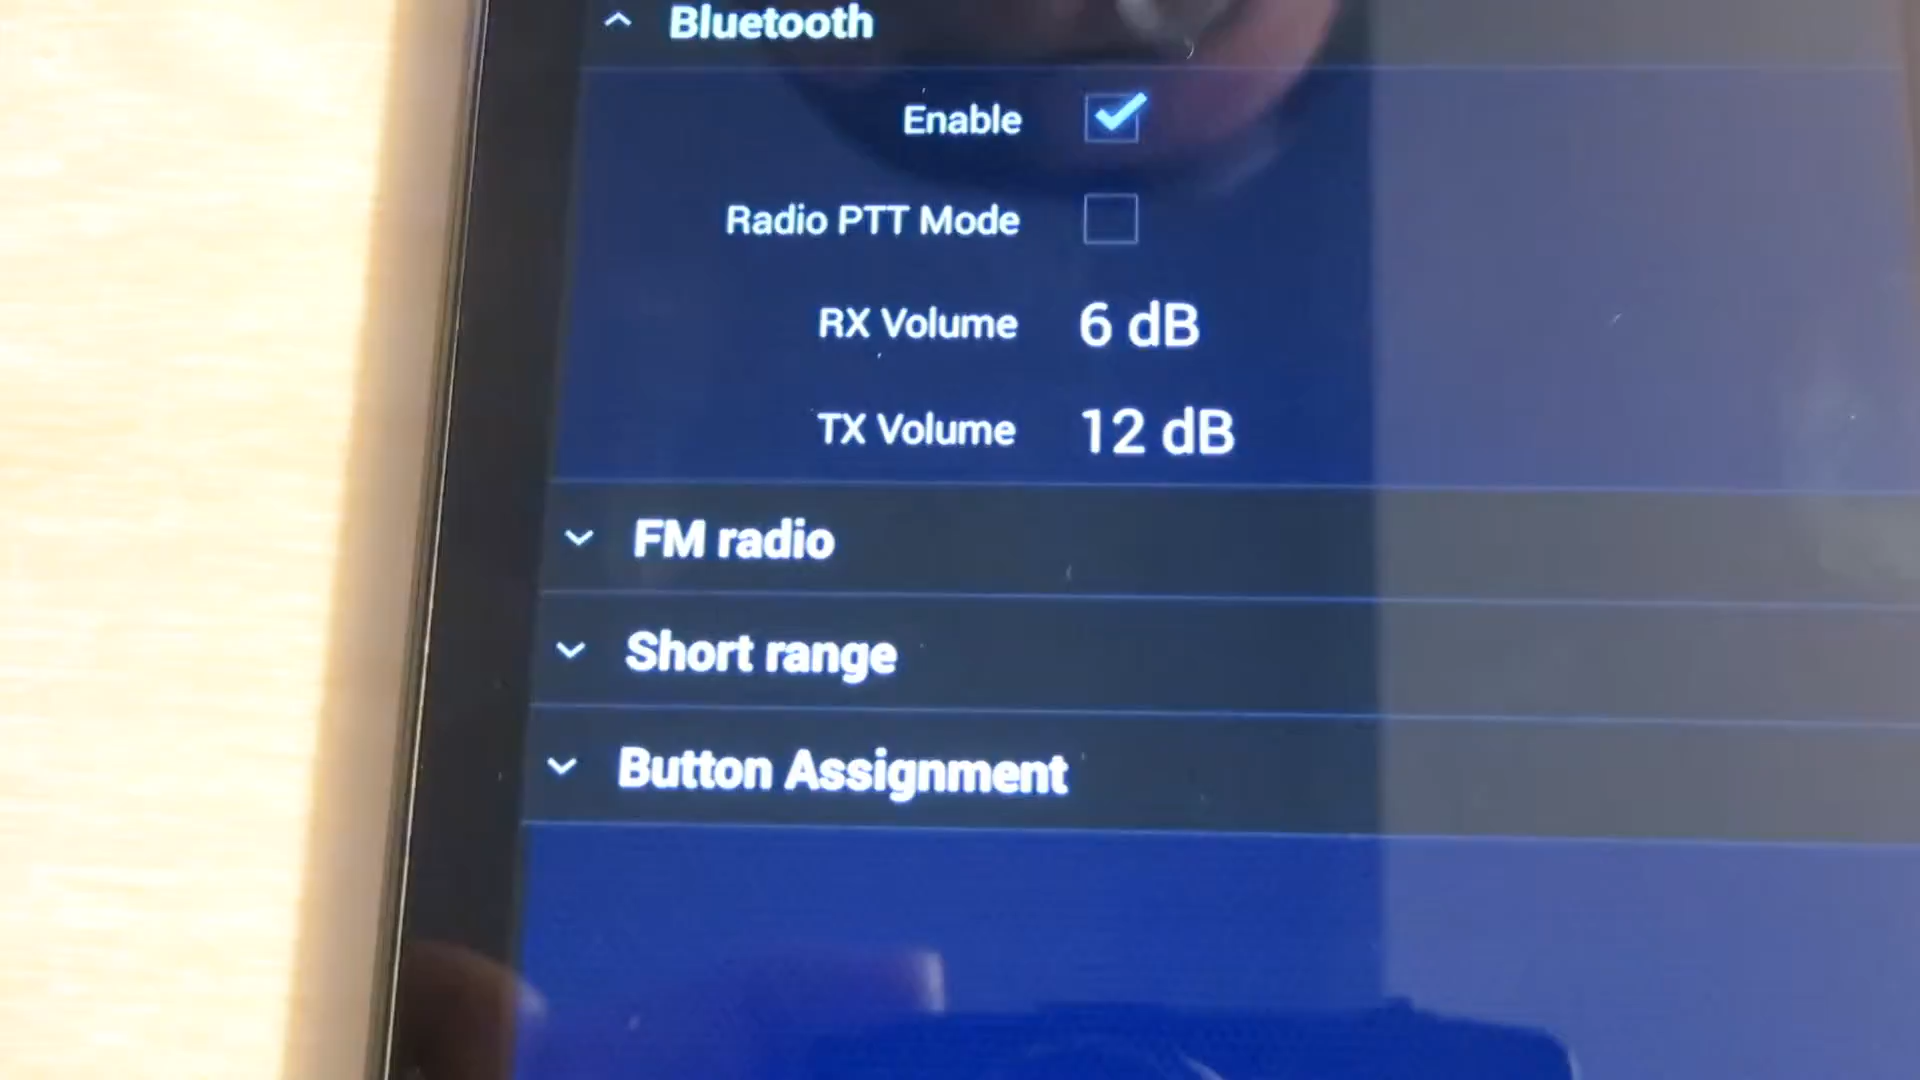 Bluetooth
Enable
Radio PTT Mode
RX Volume 6 dB
TX Volume 12 dB
FM radio
Short range
Button Assignment